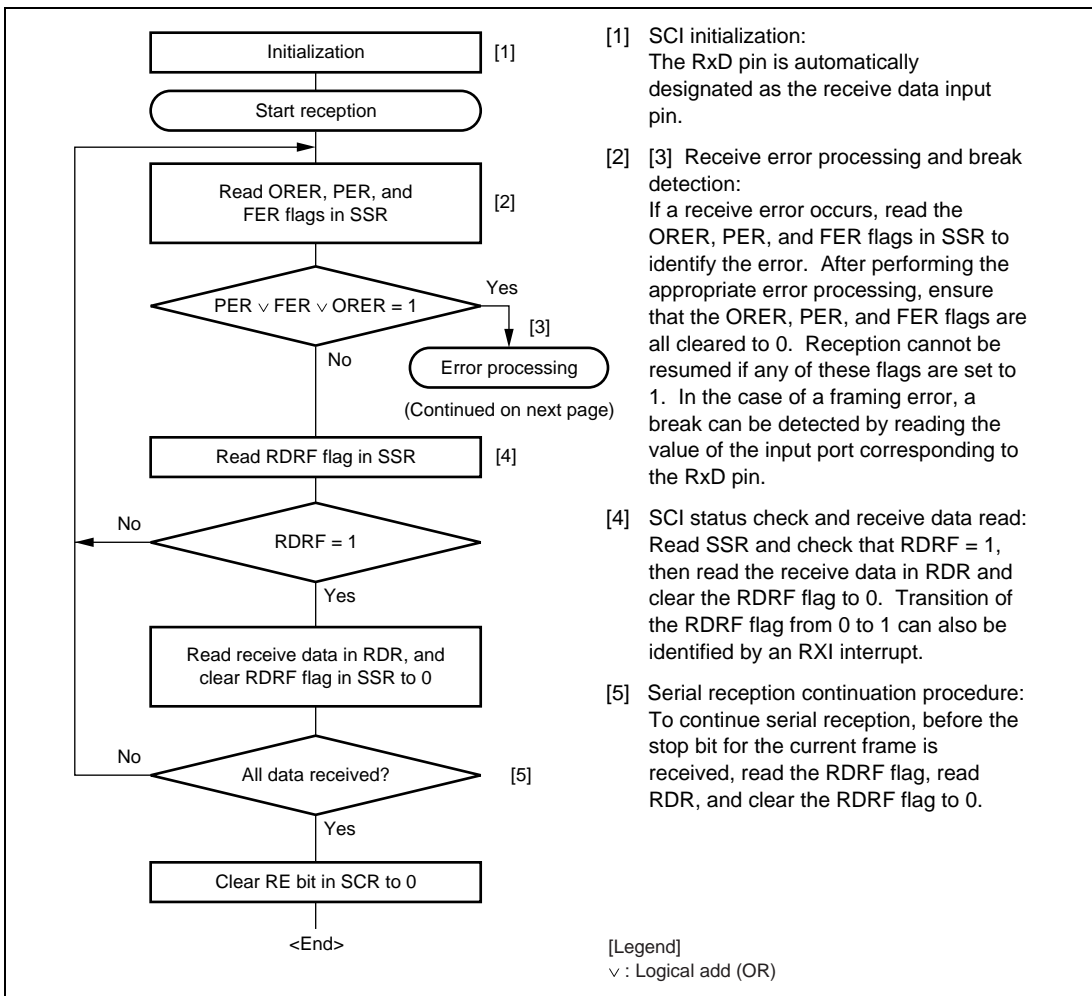 Initialization
[1]
Start reception
Read ORER, PER, and
FER flags in SSR
[2]
PER ∨ FER ∨ ORER = 1
Yes
[3]
No
Error processing
(Continued on next page)
Read RDRF flag in SSR
[4]
No
RDRF = 1
Yes
Read receive data in RDR, and
clear RDRF flag in SSR to 0
No
All data received?
[5]
Yes
Clear RE bit in SCR to 0
<End>
[1] SCI initialization:
The RxD pin is automatically
designated as the receive data input
pin.
[2] [3] Receive error processing and break
detection:
If a receive error occurs, read the
ORER, PER, and FER flags in SSR to
identify the error. After performing the
appropriate error processing, ensure
that the ORER, PER, and FER flags are
all cleared to 0. Reception cannot be
resumed if any of these flags are set to
1. In the case of a framing error, a
break can be detected by reading the
value of the input port corresponding to
the RxD pin.
[4] SCI status check and receive data read:
Read SSR and check that RDRF = 1,
then read the receive data in RDR and
clear the RDRF flag to 0. Transition of
the RDRF flag from 0 to 1 can also be
identified by an RXI interrupt.
[5] Serial reception continuation procedure:
To continue serial reception, before the
stop bit for the current frame is
received, read the RDRF flag, read
RDR, and clear the RDRF flag to 0.
[Legend]
∨ : Logical add (OR)